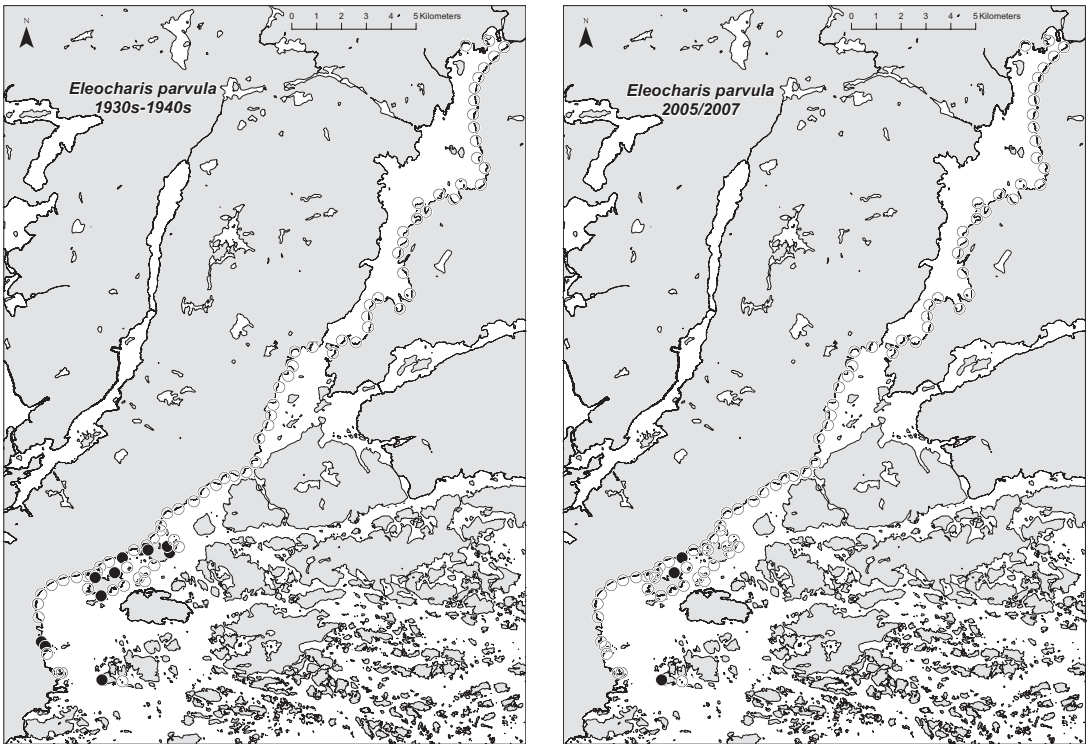 N
0 1 2 3 4 5 Kilometers
Eleocharis parvula
1930s-1940s
N
0 1 2 3 4 5 Kilometers
Eleocharis parvula
2005/2007